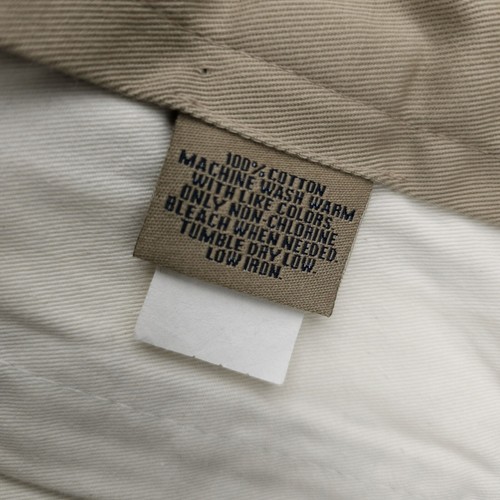 100% COTTON
MACHINE WASH WARM
WITH LIKE COLORS.
ONLY NON-CHLORINE
BLEACH WHEN NEEDED.
TUMBLE DRY LOW.
LOW IRON.